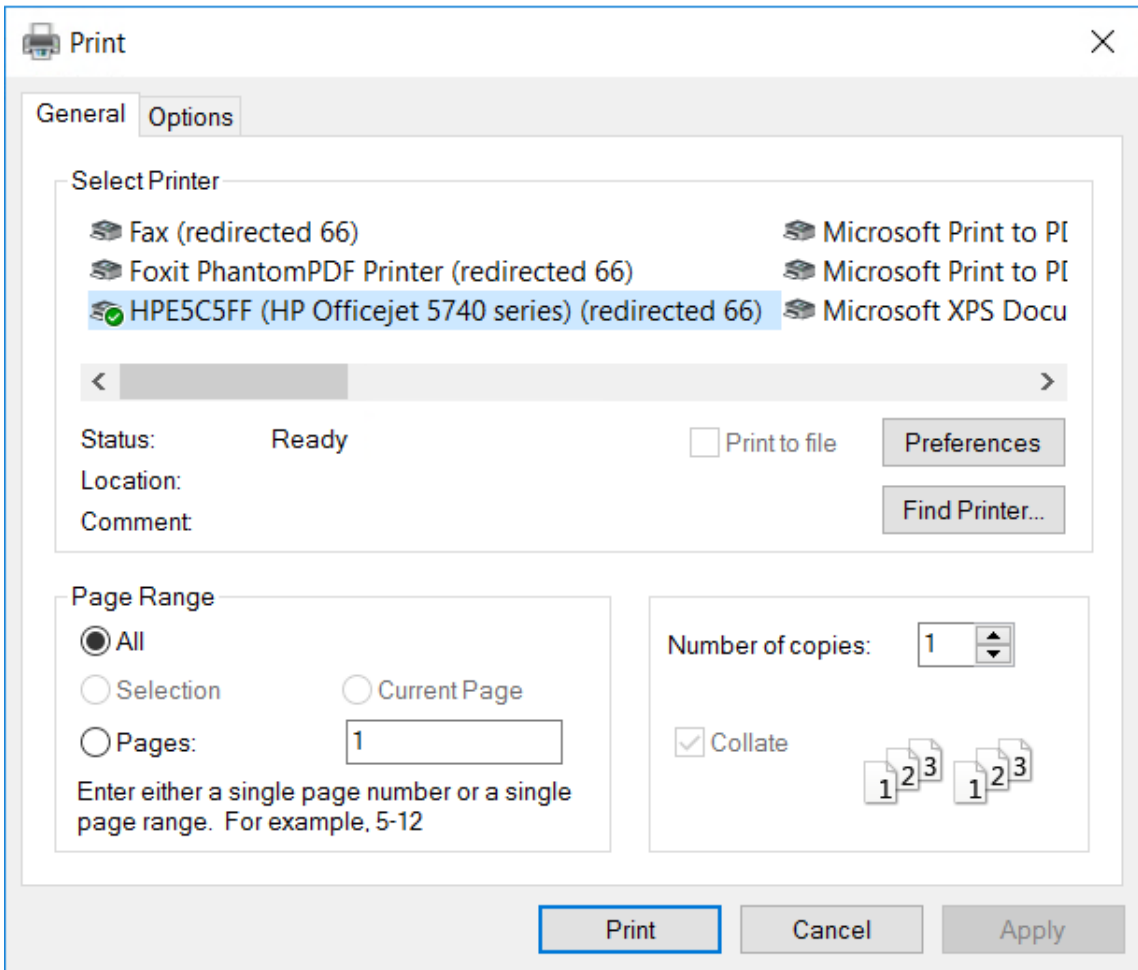 Print
General Options
Select Printer
Fax (redirected 66) Microsoft Print to PD
Foxit PhantomPDF Printer (redirected 66) Microsoft Print to PD
HPE5C5FF (HP Officejet 5740 series) (redirected 66) Microsoft XPS Docu
Status: Ready Print to file Preferences
Location:
Find Printer...
Comment:
Page Range
All
Selection Current Page
Pages: 1
Enter either a single page number or a single
page range. For example, 5-12
Number of copies: 1
Collate
1 2 3 1 2 3
Print Cancel Apply